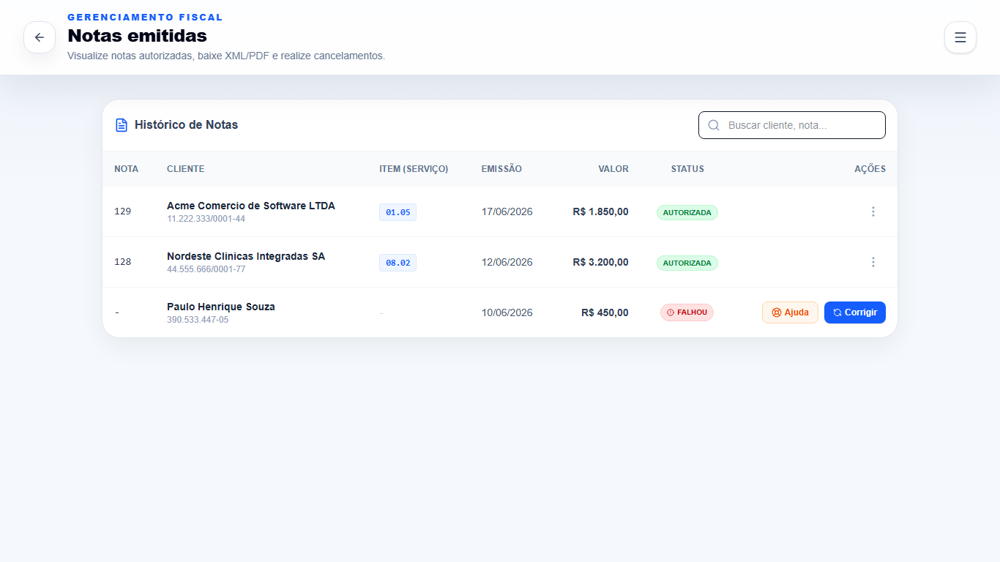 GERENCIAMENTO FISCAL
Notas emitidas
Visualize notas autorizadas, baixe XML/PDF e realize cancelamentos.
Histórico de Notas
Buscar cliente, nota...
NOTA CLIENTE ITEM (SERVIÇO) EMISSÃO VALOR STATUS AÇÕES
129 Acme Comercio de Software LTDA 01.05 17/06/2026 R$ 1.850,00 AUTORIZADA
11.222.333/0001-44
128 Nordeste Clinicas Integradas SA 08.02 12/06/2026 R$ 3.200,00 AUTORIZADA
44.555.666/0001-77
- Paulo Henrique Souza - 10/06/2026 R$ 450,00 FALHOU Ajuda Corrigir
390.533.447-05